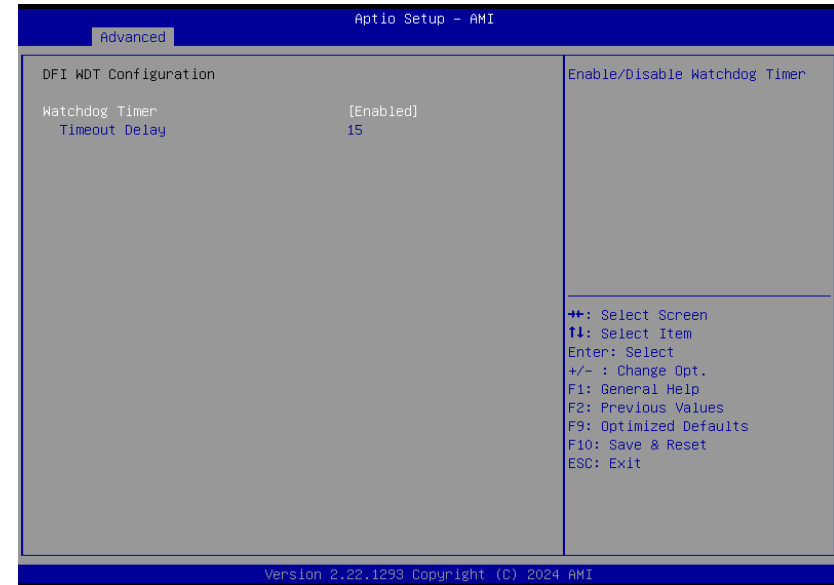 Aptio Setup – AMI
Advanced
DFI WDT Configuration
Watchdog Timer [Enabled]
Timeout Delay 15
Enable/Disable Watchdog Timer
→←: Select Screen
↑↓: Select Item
Enter: Select
+/- : Change Opt.
F1: General Help
F2: Previous Values
F9: Optimized Defaults
F10: Save & Reset
ESC: Exit
Version 2.22.1293 Copyright (C) 2024 AMI